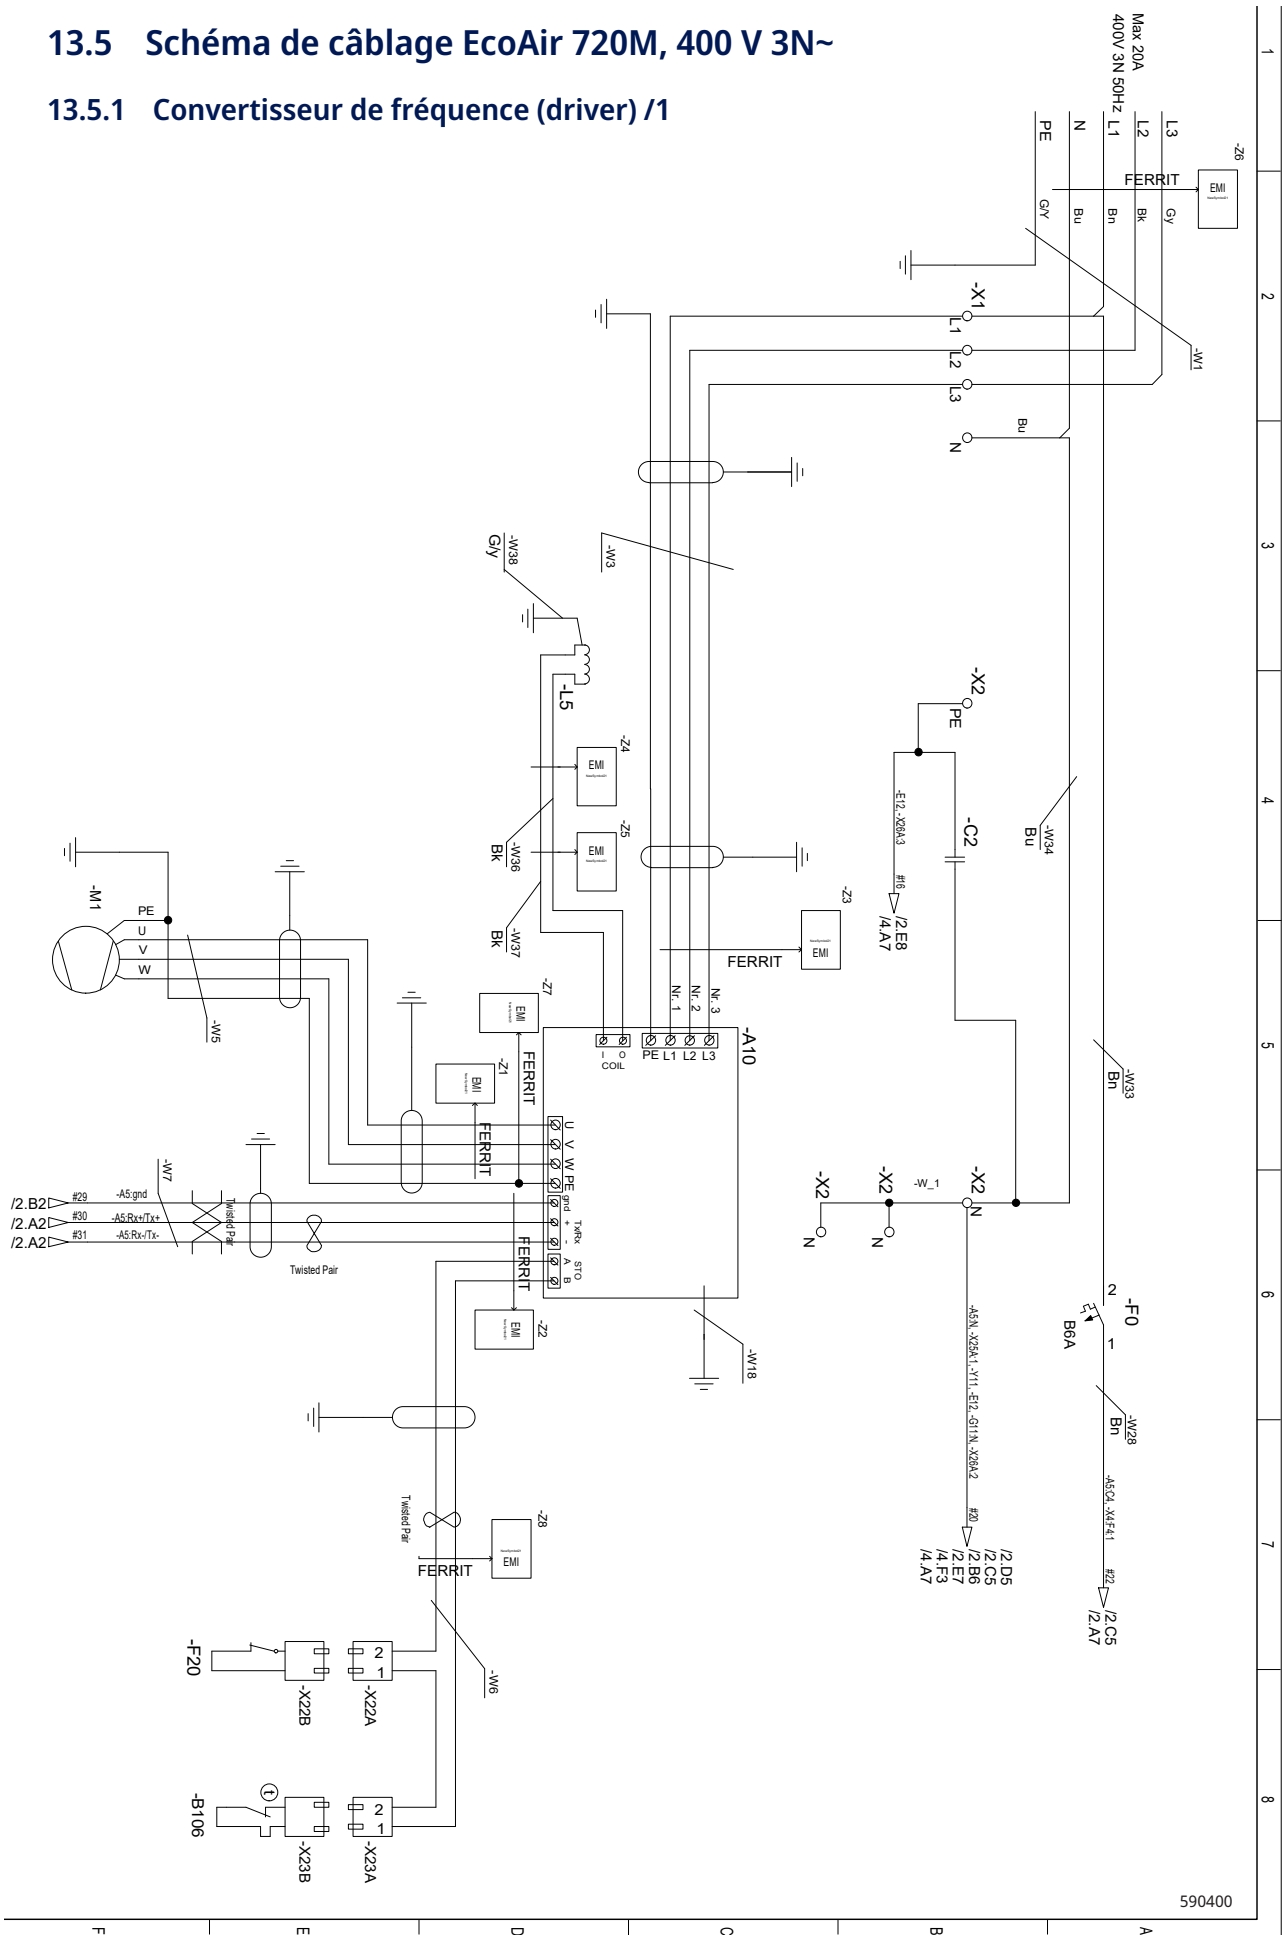 13.5 Schéma de câblage EcoAir 720M, 400 V 3N~
13.5.1 Convertisseur de fréquence (driver) /1
Max 20A
400V 3N 50Hz
PE
N
L1
L2
L3
G/Y
Bu
Bn
Bk
Gy
FERRIT
-Z6
EMI
1
2
3
4
5
6
7
8
-X1
L1
L2
L3
N
Bu
-W1
-W3
-W38
G/y
-L5
-Z4
EMI
-Z5
EMI
-W36
Bk
-W37
Bk
-X2
PE
-C2
-E12,-X26A:3
#16
/2.E8
/4.A7
-W34
Bu
-Z3
EMI
FERRIT
Nr. 1
Nr. 2
Nr. 3
-M1
PE
U
V
W
-W5
-Z7
EMI
FERRIT
-Z1
EMI
FERRIT
-A10
I O
COIL
PE L1 L2 L3
U
V
W
PE
gnd
+
-
Tx/Rx
A
B
STO
-W33
Bn
-W7
/2.B2
#29
-A5:gnd
/2.A2
#30
-A5:Rx+/Tx+
/2.A2
#31
-A5:Rx-/Tx-
Twisted Pair
Twisted Pair
FERRIT
-Z2
EMI
-W18
-X2
N
-X2
N
-W_1
-X2
N
-A5:N, -X25A:1, -Y11, -E12, -G11:N, -X26A:2
#20
/2.D5
/2.C5
/2.B6
/2.E7
/4.F3
/4.A7
2
-F0
1
B6A
-W28
Bn
-A5:C4, -X4:F4:1
#22
/2.C5
/2.A7
Twisted Pair
-Z8
EMI
FERRIT
-W6
-F20
-X22B
2
1
-X22A
t
-B106
-X23B
2
1
-X23A
590400
F
E
D
C
B
A